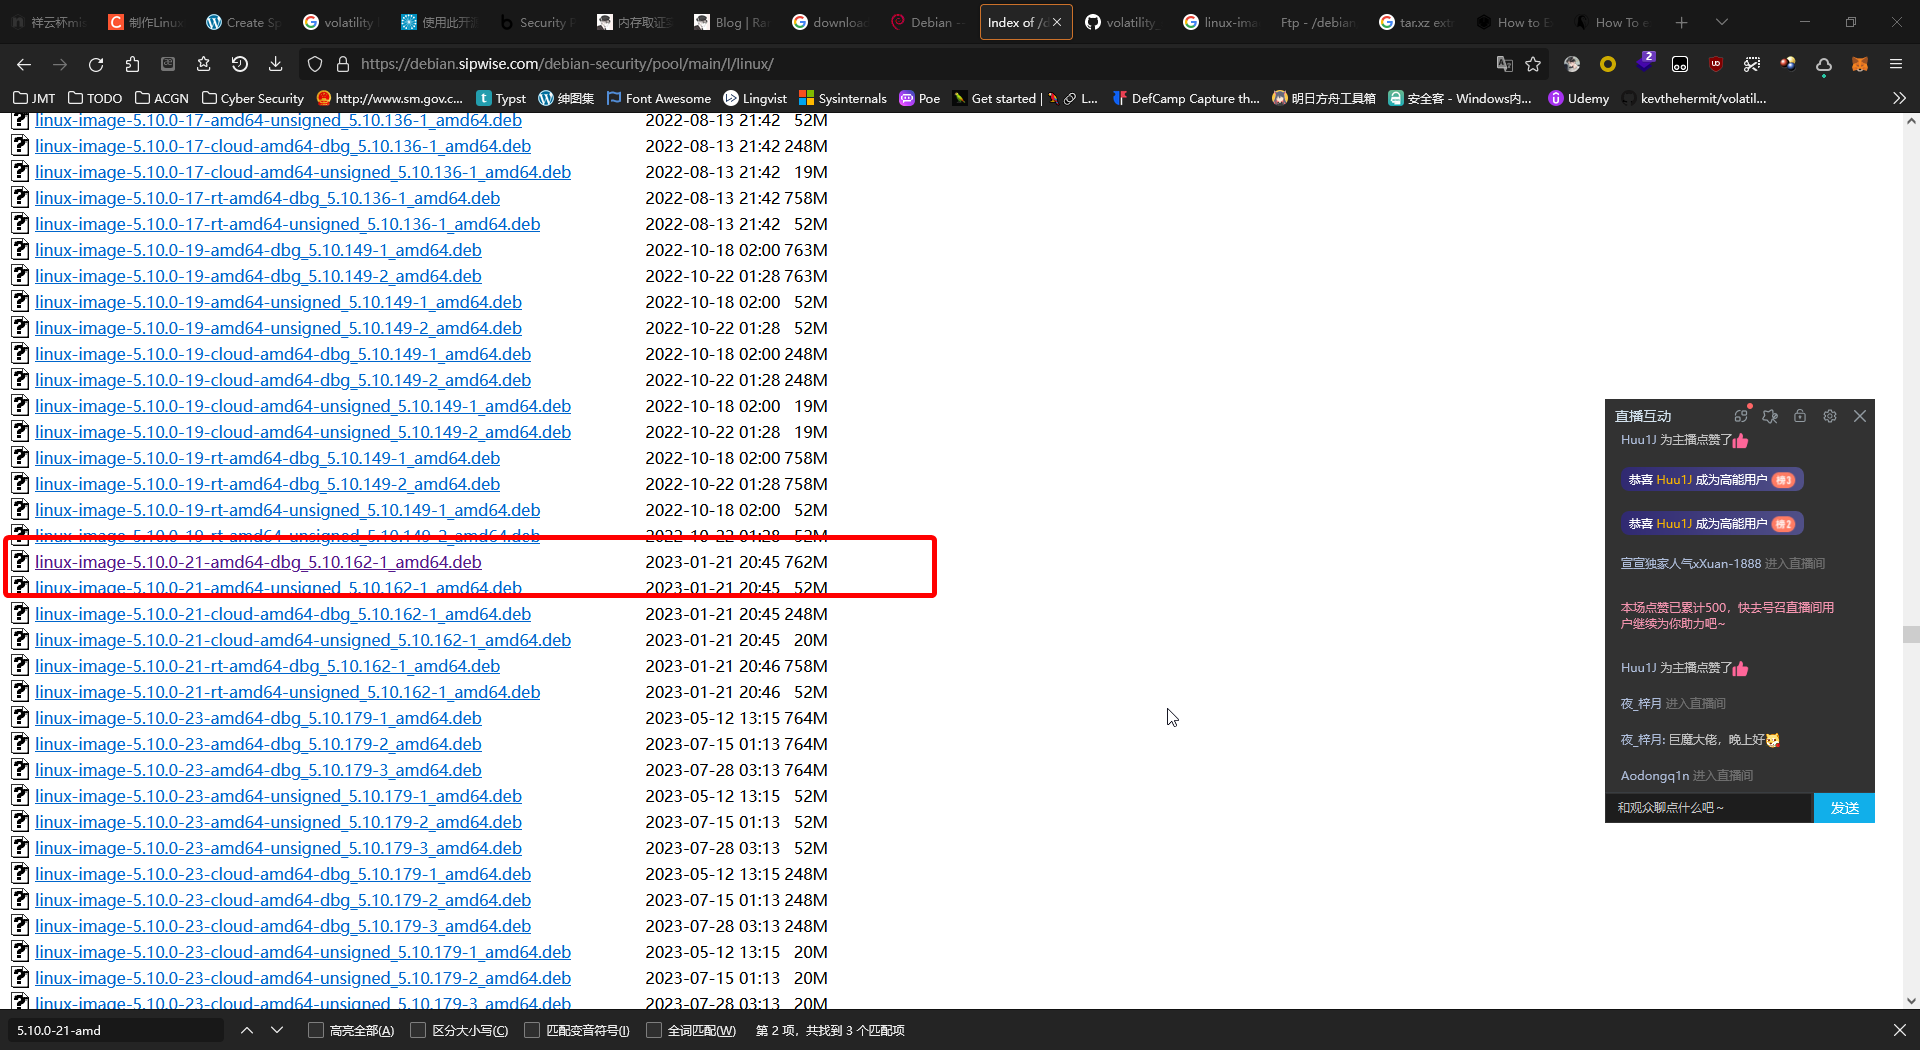 祥云杯mis
制作Linux
Create Sp
volatility
使用此开
Security P
内存取证
Blog | Ra
download
Debian --
Index of /d
volatility_
linux-ima
Ftp - /debian
tar.xz ext
How to E
How To e
https://debian.sipwise.com/debian-security/pool/main/l/linux/
2
JMT
TODO
ACGN
Cyber Security
http://www.sm.gov.c...
Typst
绅图集
Font Awesome
Lingvist
Sysinternals
Poe
Get started |
L...
DefCamp Capture th...
明日方舟工具箱
安全客 - Windows内...
Udemy
kevthehermit/volatil...
linux-image-5.10.0-17-amd64-unsigned_5.10.136-1_amd64.deb 2022-08-13 21:42 52M
linux-image-5.10.0-17-cloud-amd64-dbg_5.10.136-1_amd64.deb 2022-08-13 21:42 248M
linux-image-5.10.0-17-cloud-amd64-unsigned_5.10.136-1_amd64.deb 2022-08-13 21:42 19M
linux-image-5.10.0-17-rt-amd64-dbg_5.10.136-1_amd64.deb 2022-08-13 21:42 758M
linux-image-5.10.0-17-rt-amd64-unsigned_5.10.136-1_amd64.deb 2022-08-13 21:42 52M
linux-image-5.10.0-19-amd64-dbg_5.10.149-1_amd64.deb 2022-10-18 02:00 763M
linux-image-5.10.0-19-amd64-dbg_5.10.149-2_amd64.deb 2022-10-22 01:28 763M
linux-image-5.10.0-19-amd64-unsigned_5.10.149-1_amd64.deb 2022-10-18 02:00 52M
linux-image-5.10.0-19-amd64-unsigned_5.10.149-2_amd64.deb 2022-10-22 01:28 52M
linux-image-5.10.0-19-cloud-amd64-dbg_5.10.149-1_amd64.deb 2022-10-18 02:00 248M
linux-image-5.10.0-19-cloud-amd64-dbg_5.10.149-2_amd64.deb 2022-10-22 01:28 248M
linux-image-5.10.0-19-cloud-amd64-unsigned_5.10.149-1_amd64.deb 2022-10-18 02:00 19M
linux-image-5.10.0-19-cloud-amd64-unsigned_5.10.149-2_amd64.deb 2022-10-22 01:28 19M
linux-image-5.10.0-19-rt-amd64-dbg_5.10.149-1_amd64.deb 2022-10-18 02:00 758M
linux-image-5.10.0-19-rt-amd64-dbg_5.10.149-2_amd64.deb 2022-10-22 01:28 758M
linux-image-5.10.0-19-rt-amd64-unsigned_5.10.149-1_amd64.deb 2022-10-18 02:00 52M
linux-image-5.10.0-19-rt-amd64-unsigned_5.10.149-2_amd64.deb 2022-10-22 01:28 52M
linux-image-5.10.0-21-amd64-dbg_5.10.162-1_amd64.deb 2023-01-21 20:45 762M
linux-image-5.10.0-21-amd64-unsigned_5.10.162-1_amd64.deb 2023-01-21 20:45 52M
linux-image-5.10.0-21-cloud-amd64-dbg_5.10.162-1_amd64.deb 2023-01-21 20:45 248M
linux-image-5.10.0-21-cloud-amd64-unsigned_5.10.162-1_amd64.deb 2023-01-21 20:45 20M
linux-image-5.10.0-21-rt-amd64-dbg_5.10.162-1_amd64.deb 2023-01-21 20:46 758M
linux-image-5.10.0-21-rt-amd64-unsigned_5.10.162-1_amd64.deb 2023-01-21 20:46 52M
linux-image-5.10.0-23-amd64-dbg_5.10.179-1_amd64.deb 2023-05-12 13:15 764M
linux-image-5.10.0-23-amd64-dbg_5.10.179-2_amd64.deb 2023-07-15 01:13 764M
linux-image-5.10.0-23-amd64-dbg_5.10.179-3_amd64.deb 2023-07-28 03:13 764M
linux-image-5.10.0-23-amd64-unsigned_5.10.179-1_amd64.deb 2023-05-12 13:15 52M
linux-image-5.10.0-23-amd64-unsigned_5.10.179-2_amd64.deb 2023-07-15 01:13 52M
linux-image-5.10.0-23-amd64-unsigned_5.10.179-3_amd64.deb 2023-07-28 03:13 52M
linux-image-5.10.0-23-cloud-amd64-dbg_5.10.179-1_amd64.deb 2023-05-12 13:15 248M
linux-image-5.10.0-23-cloud-amd64-dbg_5.10.179-2_amd64.deb 2023-07-15 01:13 248M
linux-image-5.10.0-23-cloud-amd64-dbg_5.10.179-3_amd64.deb 2023-07-28 03:13 248M
linux-image-5.10.0-23-cloud-amd64-unsigned_5.10.179-1_amd64.deb 2023-05-12 13:15 20M
linux-image-5.10.0-23-cloud-amd64-unsigned_5.10.179-2_amd64.deb 2023-07-15 01:13 20M
linux-image-5.10.0-23-cloud-amd64-unsigned_5.10.179-3_amd64.deb 2023-07-28 03:13 20M
直播互动
Huu1J 为主播点赞了
恭喜 Huu1J 成为高能用户 榜3
恭喜 Huu1J 成为高能用户 榜2
宣宣独家人气xXuan-1888 进入直播间
本场点赞已累计500，快去号召直播间用
户继续为你助力吧~
Huu1J 为主播点赞了
夜_梓月 进入直播间
夜_梓月: 巨魔大佬，晚上好
Aodongq1n 进入直播间
和观众聊点什么吧~
发送
5.10.0-21-amd
高亮全部(A)
区分大小写(C)
匹配变音符号(I)
全词匹配(W)
第 2 项，共找到 3 个匹配项